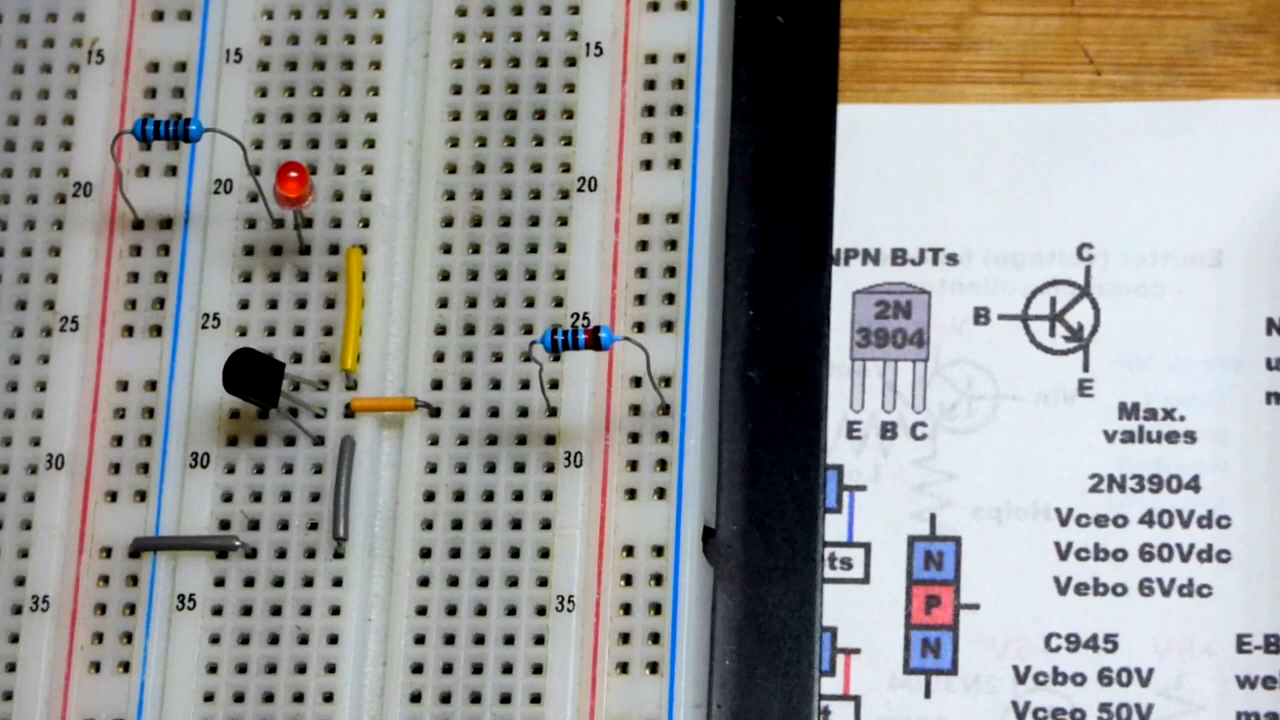 15
15
15
20
20
20
25
25
25
30
30
30
35
35
35
NPN BJTs
2N
3904
E B C
C
B
E
Max.
values
2N3904
Vceo 40Vdc
Vcbo 60Vdc
Vebo 6Vdc
ts
N
P
N
C945
Vcbo 60V
Vceo 50V
E-B